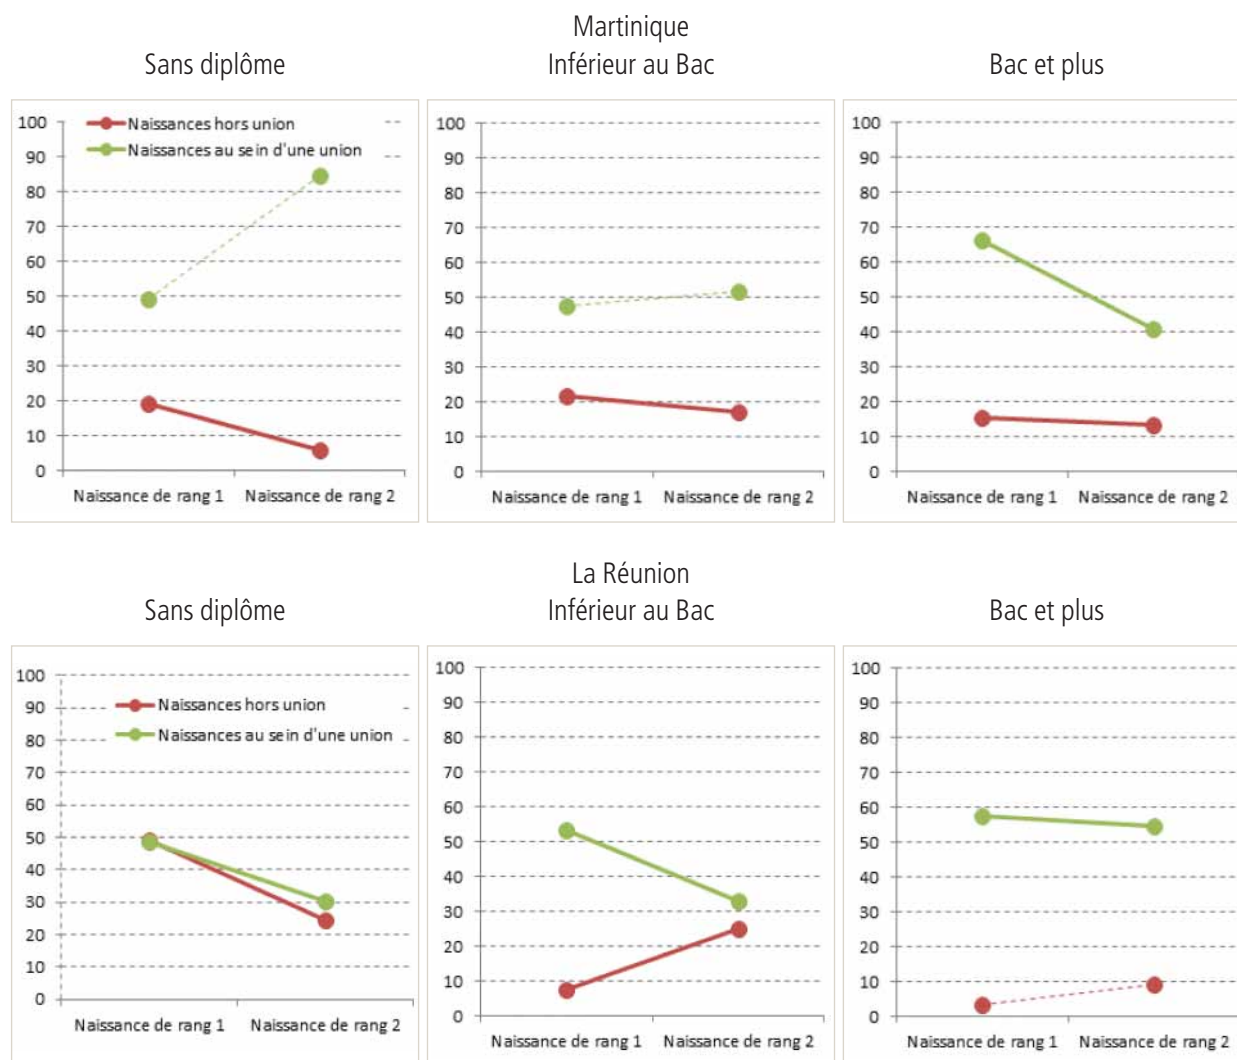 Martinique
Sans diplôme
Inférieur au Bac
Bac et plus
100
90
80
70
60
50
40
30
20
10
0
Naissances hors union
Naissances au sein d'une union
Naissance de rang 1
Naissance de rang 2
100
90
80
70
60
50
40
30
20
10
0
Naissance de rang 1
Naissance de rang 2
100
90
80
70
60
50
40
30
20
10
0
Naissance de rang 1
Naissance de rang 2
La Réunion
Sans diplôme
Inférieur au Bac
Bac et plus
100
90
80
70
60
50
40
30
20
10
0
Naissances hors union
Naissances au sein d'une union
Naissance de rang 1
Naissance de rang 2
100
90
80
70
60
50
40
30
20
10
0
Naissance de rang 1
Naissance de rang 2
100
90
80
70
60
50
40
30
20
10
0
Naissance de rang 1
Naissance de rang 2